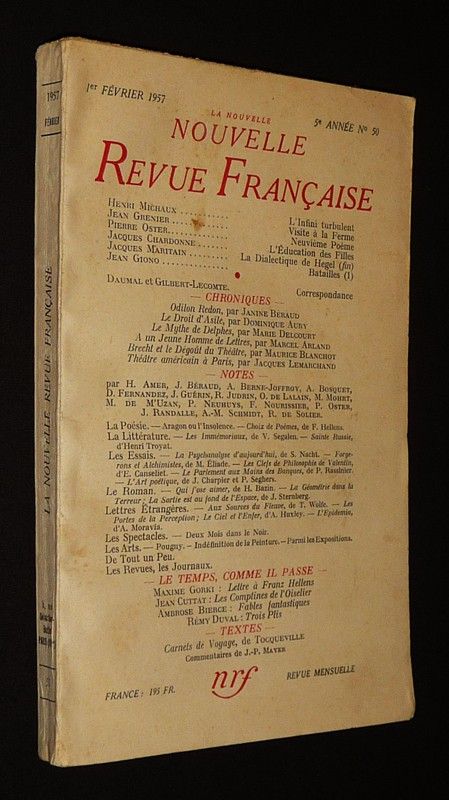 1957
FÉVRIER
LA NOUVELLE REVUE FRANÇAISE
1er FÉVRIER 1957
5e ANNÉE No 50
LA NOUVELLE
NOUVELLE
REVUE FRANÇAISE
HENRI MICHAUX ........... L'Infini turbulent
JEAN GRENIER ........... Visite à la Ferme
PIERRE OSTER........... Neuvième Poème
JACQUES CHARDONNE ....... L'Éducation des Filles
JACQUES MARITAIN ....... La Dialectique de Hegel (fin)
JEAN GIONO ............. Batailles (I)
DAUMAL et GILBERT-LECOMTE. Correspondance
— CHRONIQUES —
Odilon Redon, par JANINE BÉRAUD
Le Droit d'Asile, par DOMINIQUE AURY
Le Mythe de Delphes, par MARIE DELCOURT
A un Jeune Homme de Lettres, par MARCEL ARLAND
Brecht et le Dégoût du Théâtre, par MAURICE BLANCHOT
Théâtre américain à Paris, par JACQUES LEMARCHAND
— NOTES —
par H. AMER, J. BÉRAUD, A. BERNE-JOFFROY, A. BOSQUET,
D. FERNANDEZ, J. GUÉRIN, R. JUDRIN, O. DE LALAIN, M. MOHRT,
M. DE M'UZAN, P. NEUHUYS, F. NOURISSIER, P. OSTER,
J. RANDALLE, A.-M. SCHMIDT, R. DE SOLIER.
La Poésie. — Aragon ou l'Insolence. — Choix de Poèmes, de F. Hellens.
La Littérature. — Les Immémoriaux, de V. Segalen. — Sainte Russie,
d'Henri Troyat.
Les Essais. — La Psychanalyse d'aujourd'hui, de S. Nacht. — Forge-
rons et Alchimistes, de M. Éliade. — Les Clefs de Philosophie de Valentin,
d'E. Canseliet. — Le Parlement aux Mains des Banques, de P. Rassinier.
— L'Art poétique, de J. Charpier et P. Seghers.
Le Roman. — Qui j'ose aimer, de H. Bazin. — La Géométrie dans la
Terreur ; La Sortie est au fond de l'Espace, de J. Sternberg.
Lettres Étrangères. — Aux Sources du Fleuve, de T. Wolfe. — Les
Portes de la Perception ; Le Ciel et l'Enfer, d'A. Huxley. — L'Epidemia,
d'A. Moravia.
Les Spectacles. — Deux Mois dans le Noir.
Les Arts. — Pougny. — Indéfinition de la Peinture. — Parmi les Expositions.
De Tout un Peu.
Les Revues, les Journaux.
— LE TEMPS, COMME IL PASSE —
MAXIME GORKI : Lettre à Franz Hellens
JEAN CUTTAT : Les Comptines de l'Oiselier
AMBROSE BIERCE : Fables fantastiques
RÉMY DUVAL : Trois Plis
— TEXTES —
Carnets de Voyage, de TOCQUEVILLE
Commentaires de J.-P. MAYER
FRANCE : 195 FR.
nrf
REVUE MENSUELLE